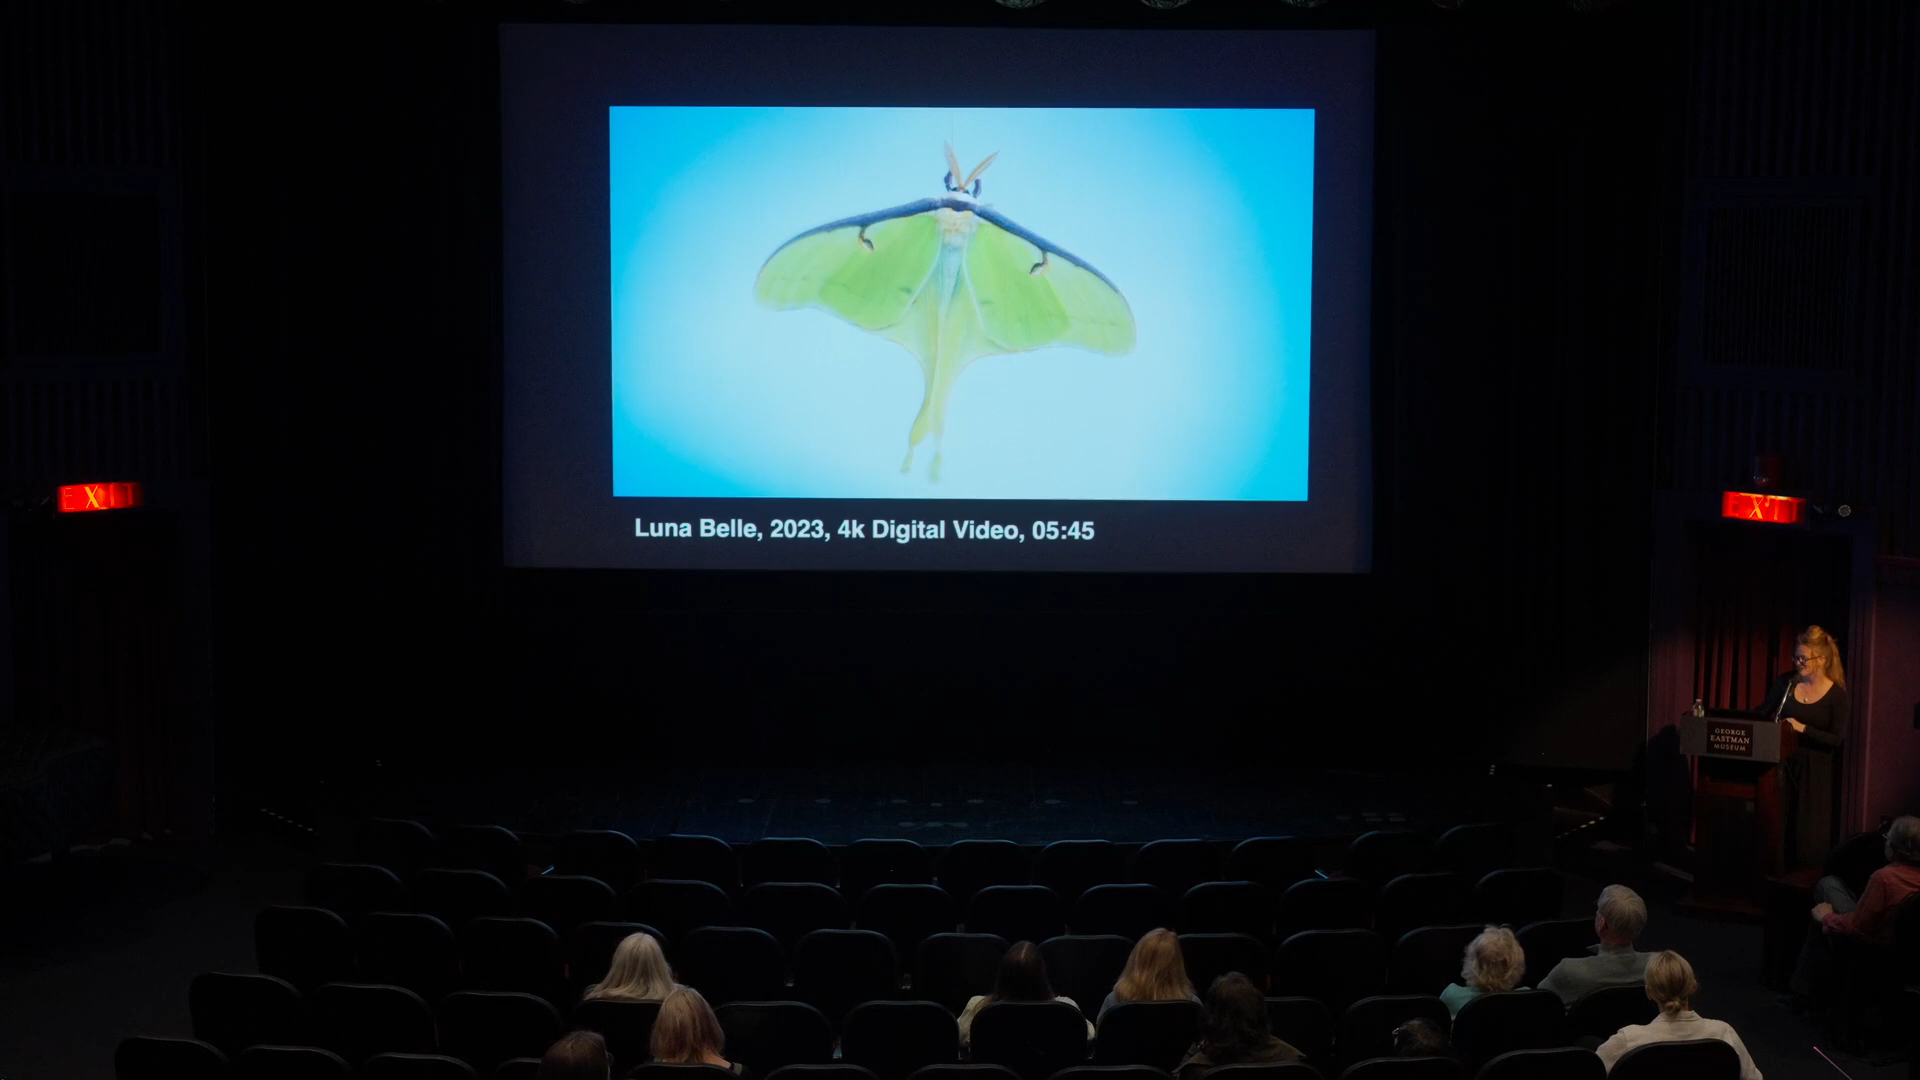 Luna Belle, 2023, 4k Digital Video, 05:45
EXIT
EXIT
GEORGE
EASTMAN
MUSEUM